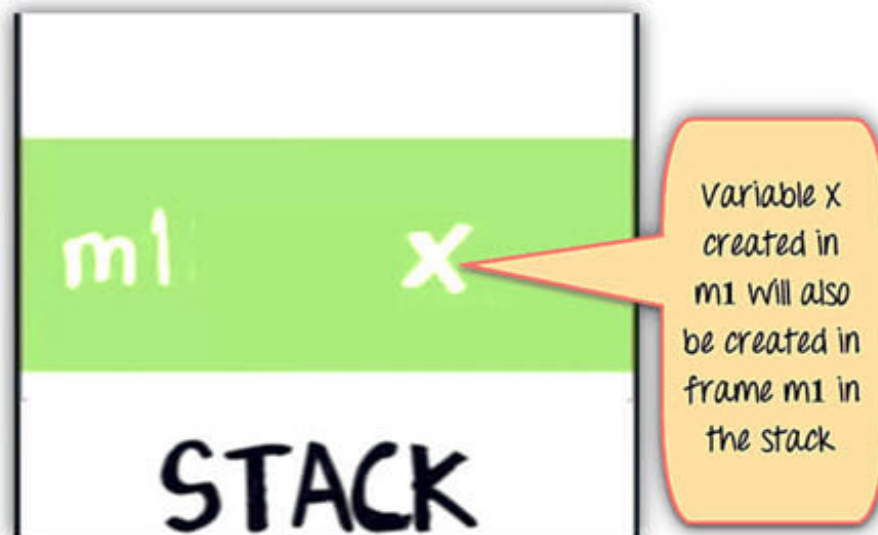 m1 x
Variable X
created in
m1 will also
be created in
frame m1 in
the stack
STACK